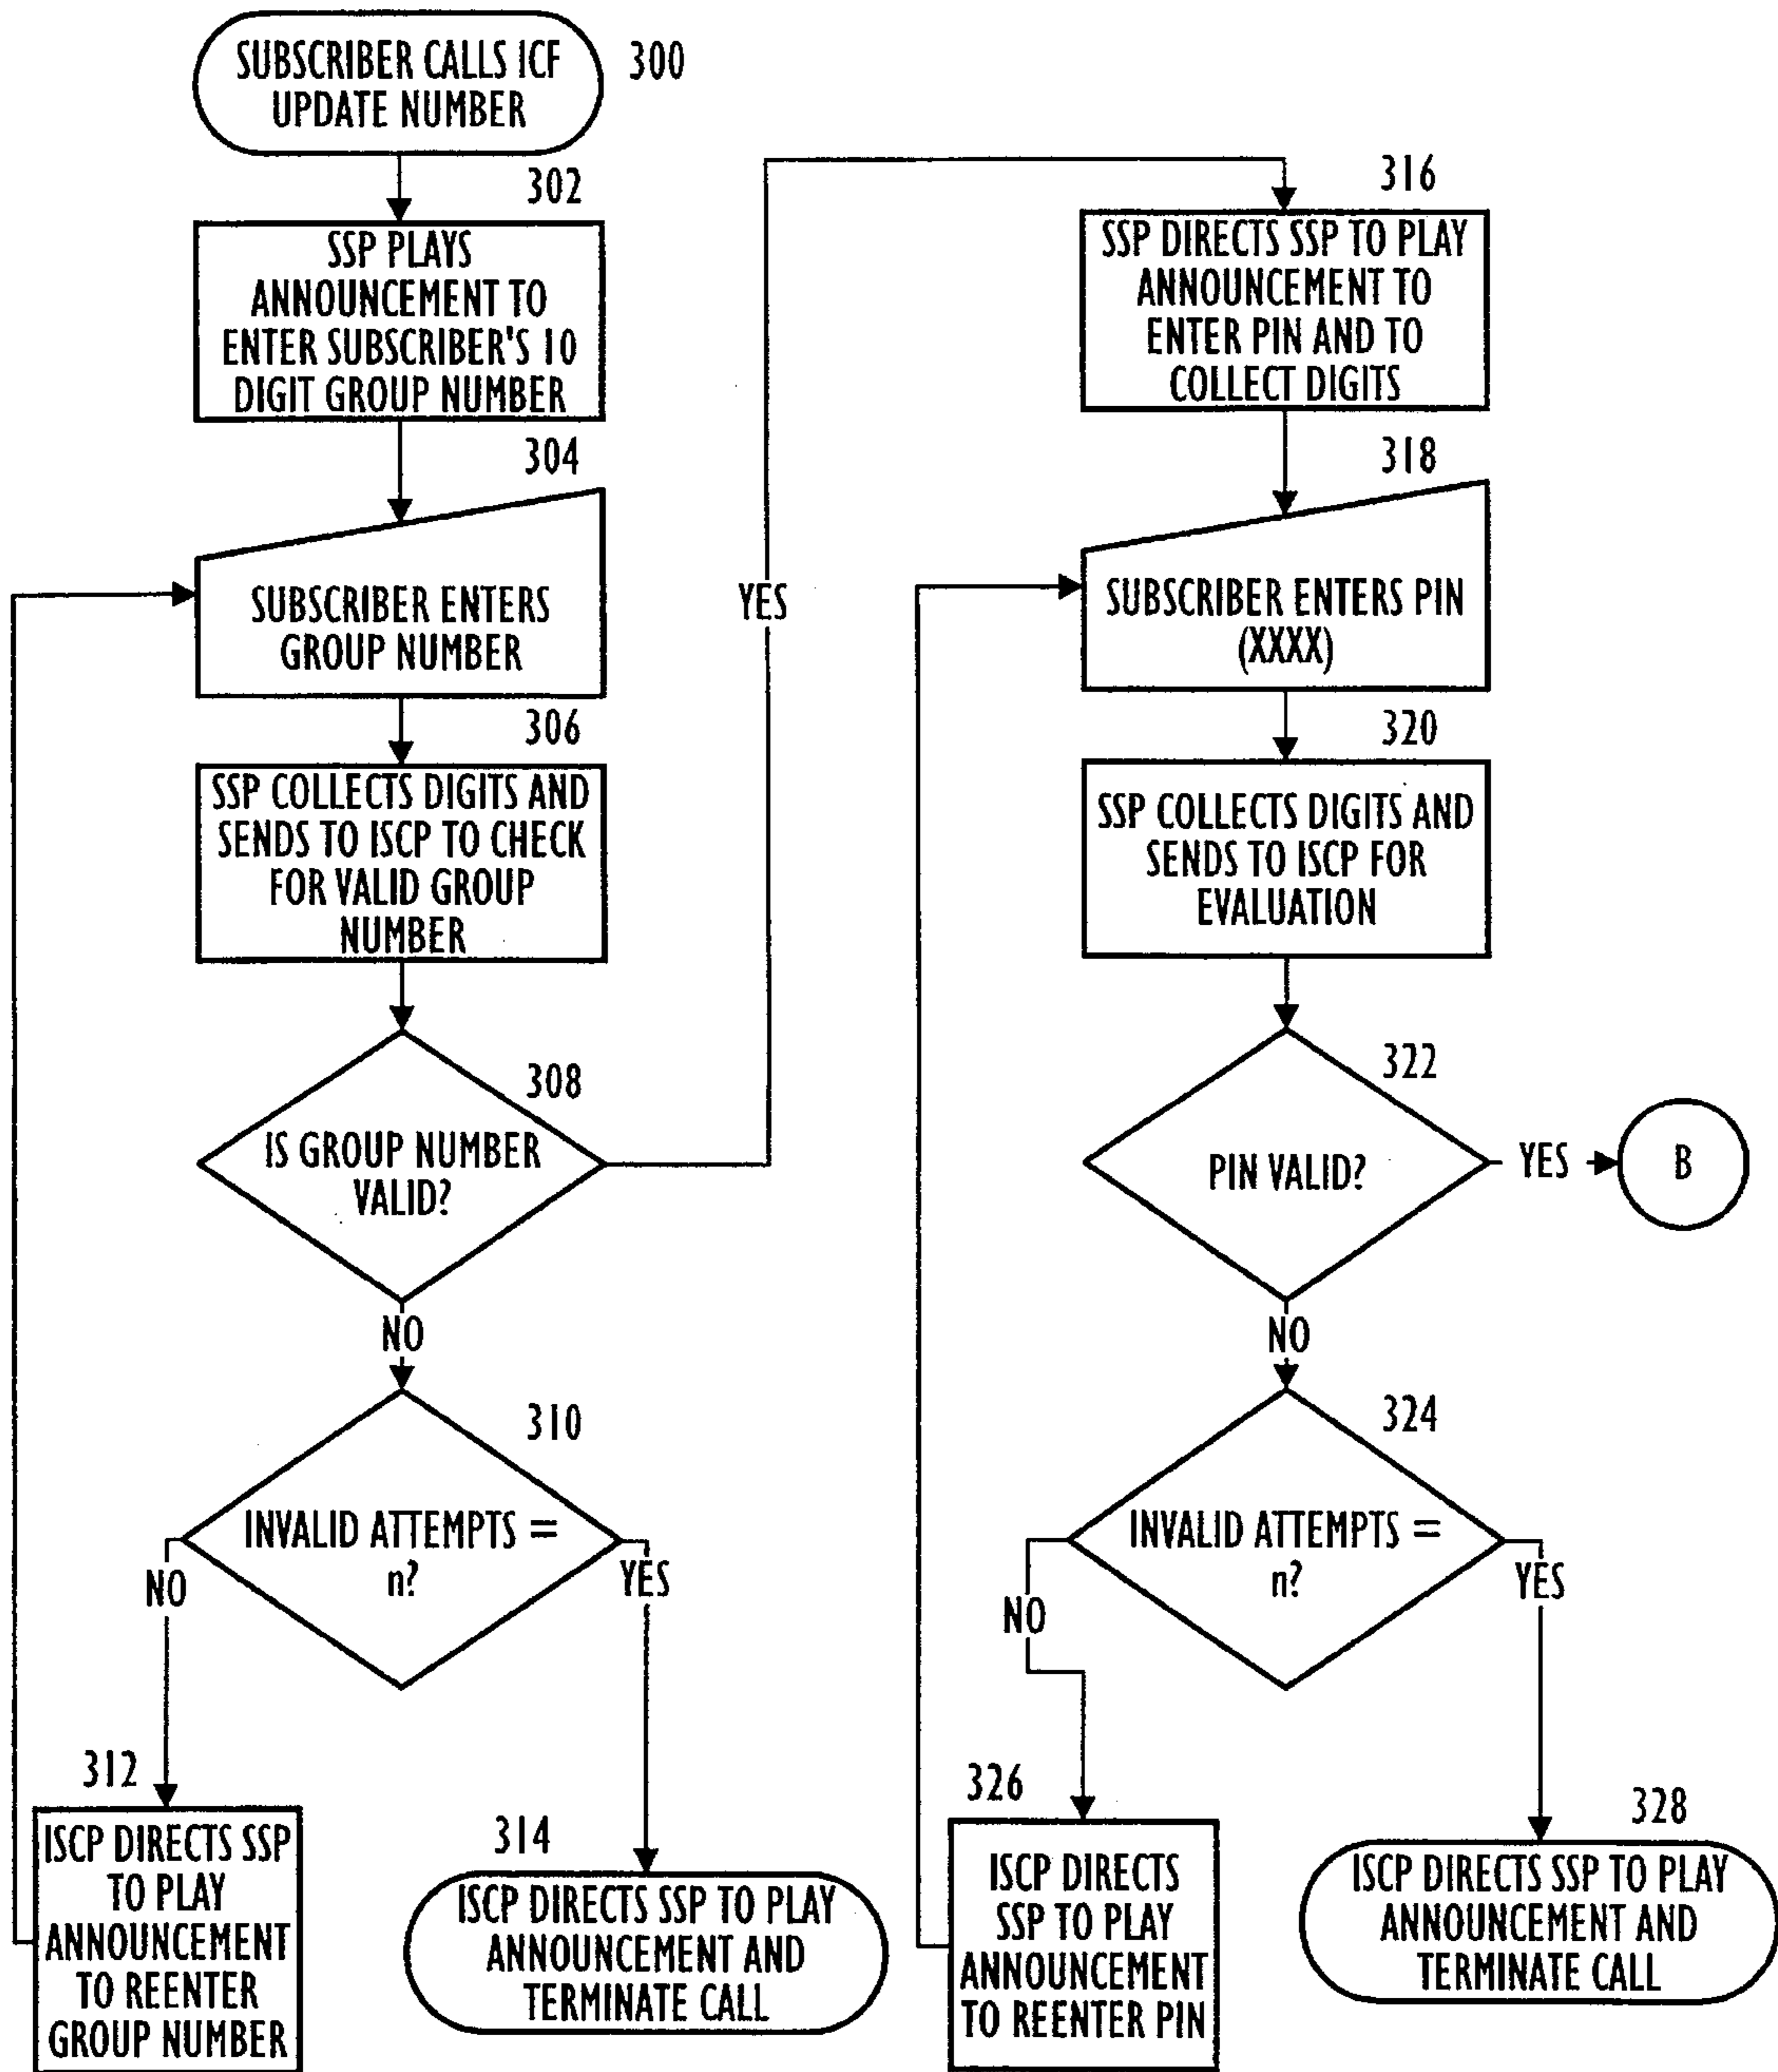 SUBSCRIBER CALLS ICF
UPDATE NUMBER
300
302
SSP PLAYS
ANNOUNCEMENT TO
ENTER SUBSCRIBER'S 10
DIGIT GROUP NUMBER
304
SUBSCRIBER ENTERS
GROUP NUMBER
306
SSP COLLECTS DIGITS AND
SENDS TO ISCP TO CHECK
FOR VALID GROUP
NUMBER
308
IS GROUP NUMBER
VALID?
YES
NO
310
INVALID ATTEMPTS =
n?
NO
YES
312
ISCP DIRECTS SSP
TO PLAY
ANNOUNCEMENT
TO REENTER
GROUP NUMBER
314
ISCP DIRECTS SSP TO PLAY
ANNOUNCEMENT AND
TERMINATE CALL
316
SSP DIRECTS SSP TO PLAY
ANNOUNCEMENT TO
ENTER PIN AND TO
COLLECT DIGITS
318
SUBSCRIBER ENTERS PIN
(XXXX)
320
SSP COLLECTS DIGITS AND
SENDS TO ISCP FOR
EVALUATION
322
PIN VALID?
YES
B
NO
324
INVALID ATTEMPTS =
n?
NO
YES
326
ISCP DIRECTS
SSP TO PLAY
ANNOUNCEMENT
TO REENTER PIN
328
ISCP DIRECTS SSP TO PLAY
ANNOUNCEMENT AND
TERMINATE CALL